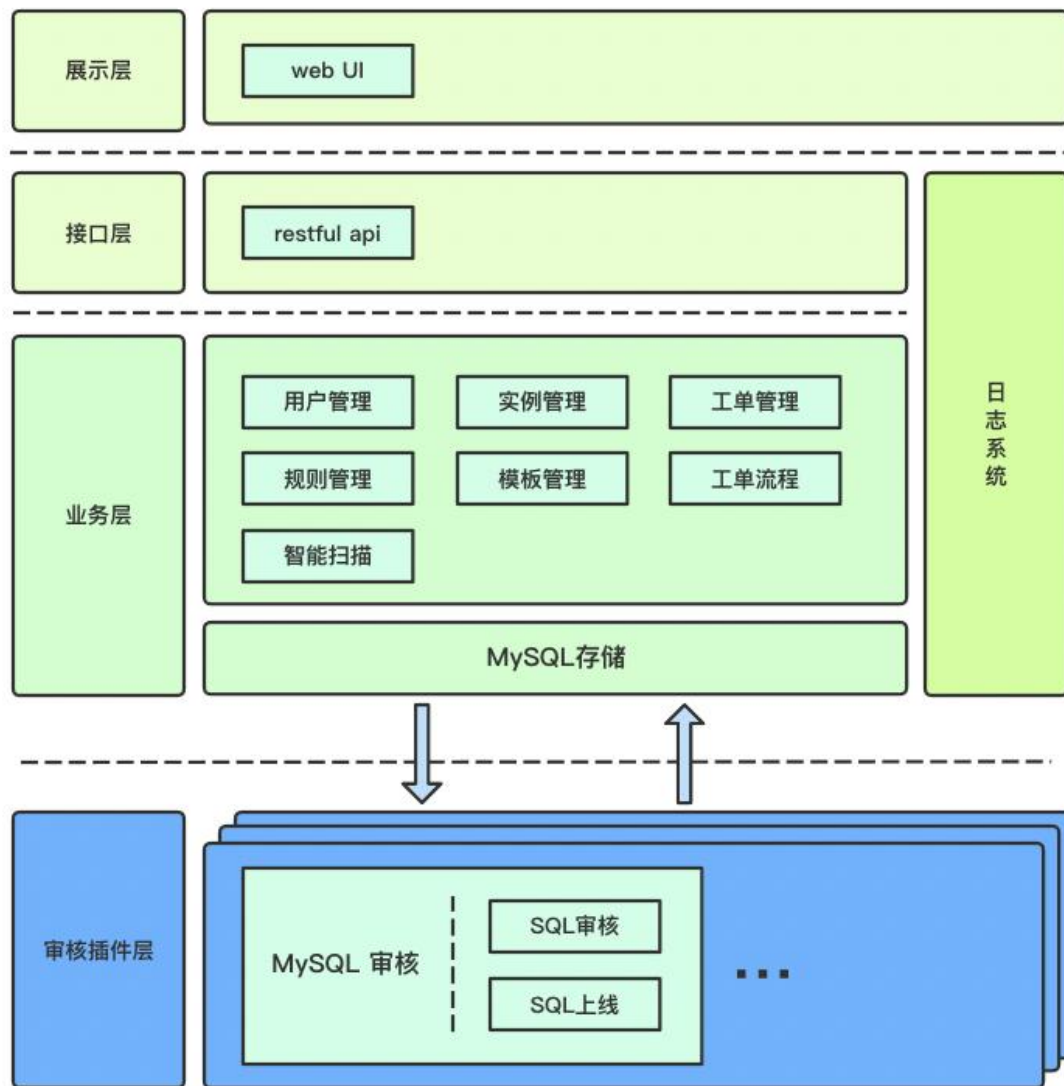 展示层
web UI
接口层
restful api
业务层
用户管理
实例管理
工单管理
规则管理
模板管理
工单流程
智能扫描
MySQL存储
日志系统
审核插件层
MySQL 审核
SQL审核
SQL上线
...